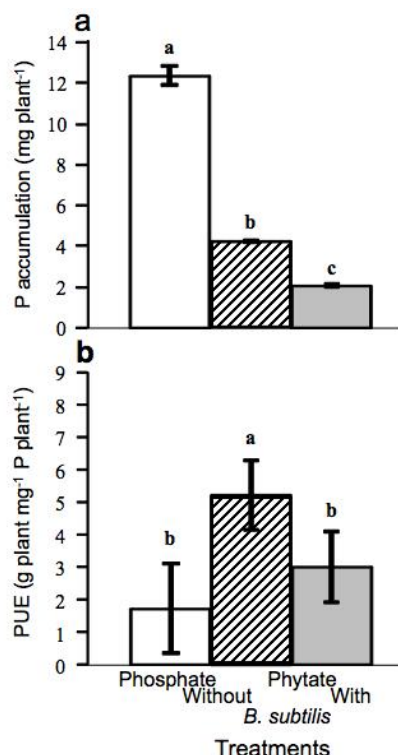 a
P accumulation (mg plant⁻¹)
14
12
10
8
6
4
2
0
a
b
c
b
PUE (g plant mg⁻¹ P plant⁻¹)
9
8
7
6
5
4
3
2
1
0
b
a
b
Phosphate Phytate
Without With
B. subtilis
Treatments